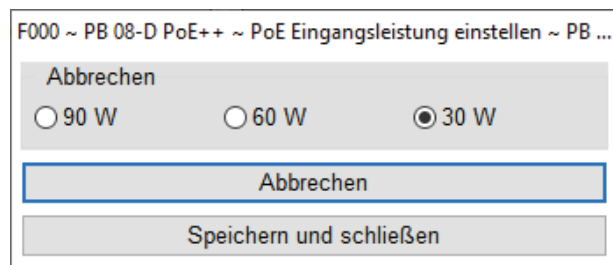 F000 ~ PB 08-D PoE++ ~ PoE Eingangsleistung einstellen ~ PB ...
Abbrechen
90 W 60 W 30 W
Abbrechen
Speichern und schließen